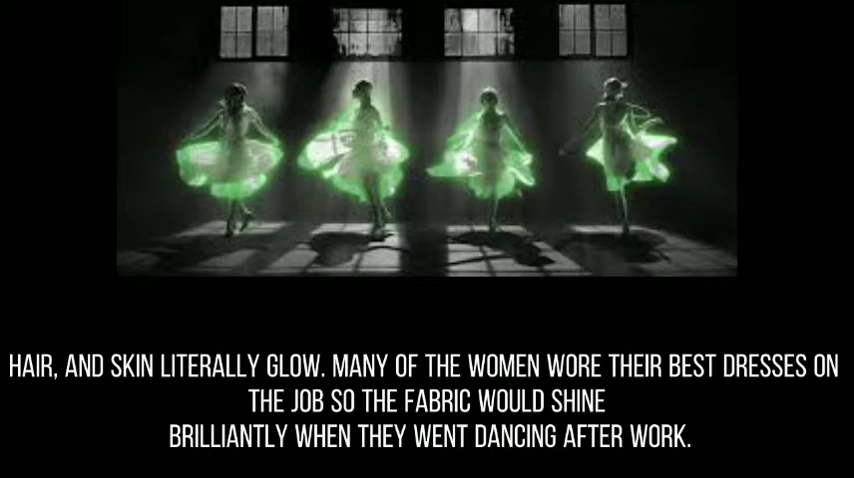 HAIR, AND SKIN LITERALLY GLOW. MANY OF THE WOMEN WORE THEIR BEST DRESSES ON
THE JOB SO THE FABRIC WOULD SHINE
BRILLIANTLY WHEN THEY WENT DANCING AFTER WORK.